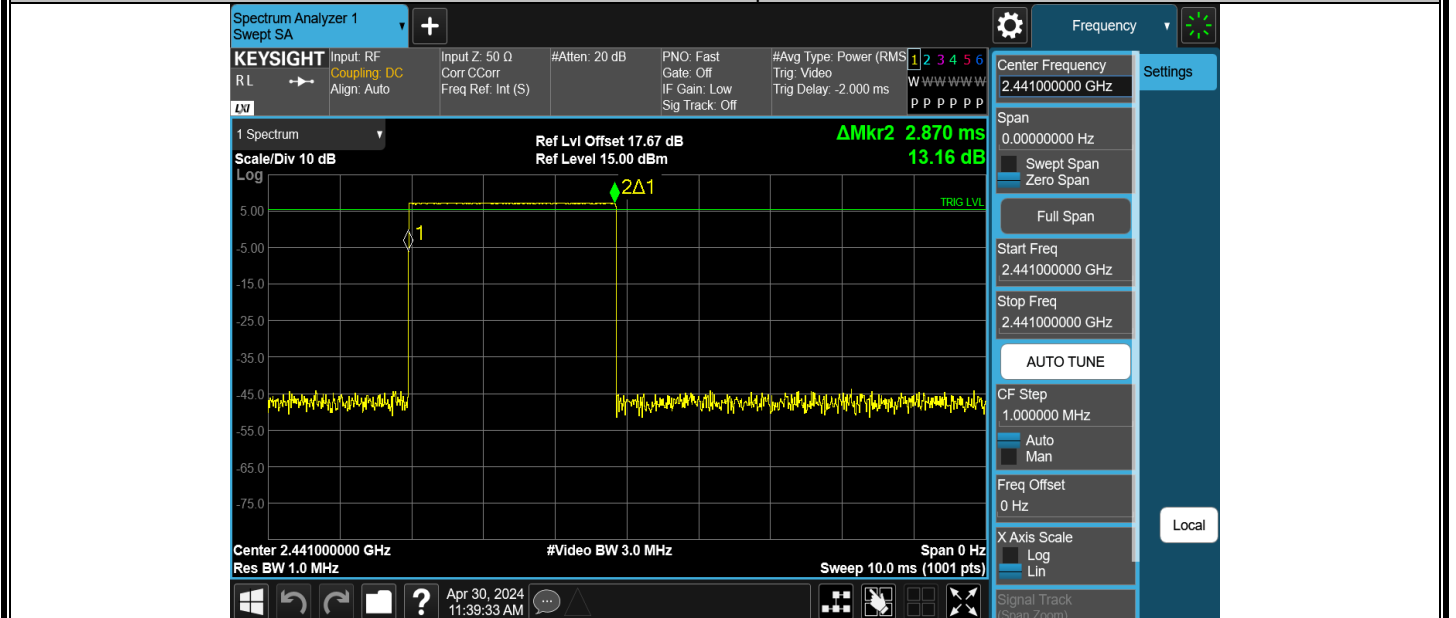 Spectrum Analyzer 1
Swept SA
+
Frequency
KEYSIGHT
RL
LXI
Input: RF
Coupling: DC
Align: Auto
Input Z: 50 Ω
Corr CCorr
Freq Ref: Int (S)
#Atten: 20 dB
PNO: Fast
Gate: Off
IF Gain: Low
Sig Track: Off
#Avg Type: Power (RMS
Trig: Video
Trig Delay: -2.000 ms
1 2 3 4 5 6
W W W W W W
P P P P P P
1 Spectrum
Scale/Div 10 dB
Log
Ref Lvl Offset 17.67 dB
Ref Level 15.00 dBm
ΔMkr2 2.870 ms
13.16 dB
2Δ1
1
TRIG LVL
5.00
-5.00
-15.0
-25.0
-35.0
-45.0
-55.0
-65.0
-75.0
Center 2.441000000 GHz
Res BW 1.0 MHz
#Video BW 3.0 MHz
Span 0 Hz
Sweep 10.0 ms (1001 pts)
Center Frequency
2.441000000 GHz
Span
0.00000000 Hz
Swept Span
Zero Span
Full Span
Start Freq
2.441000000 GHz
Stop Freq
2.441000000 GHz
AUTO TUNE
CF Step
1.000000 MHz
Auto
Man
Freq Offset
0 Hz
X Axis Scale
Log
Lin
Signal Track
(Span Zoom)
Settings
Local
?
Apr 30, 2024
11:39:33 AM